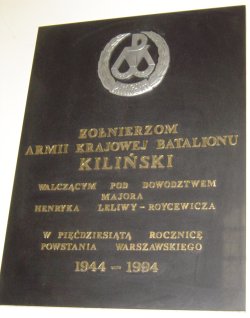 ŻOŁNIERZOM
ARMII KRAJOWEJ BATALIONU
KILIŃSKI
WALCZĄCYM POD DOWÓDZTWEM
MAJORA
HENRYKA LELIWY-ROYCEWICZA
W PIĘĆDZIESIĄTĄ ROCZNICĘ
POWSTANIA WARSZAWSKIEGO
1944-1994